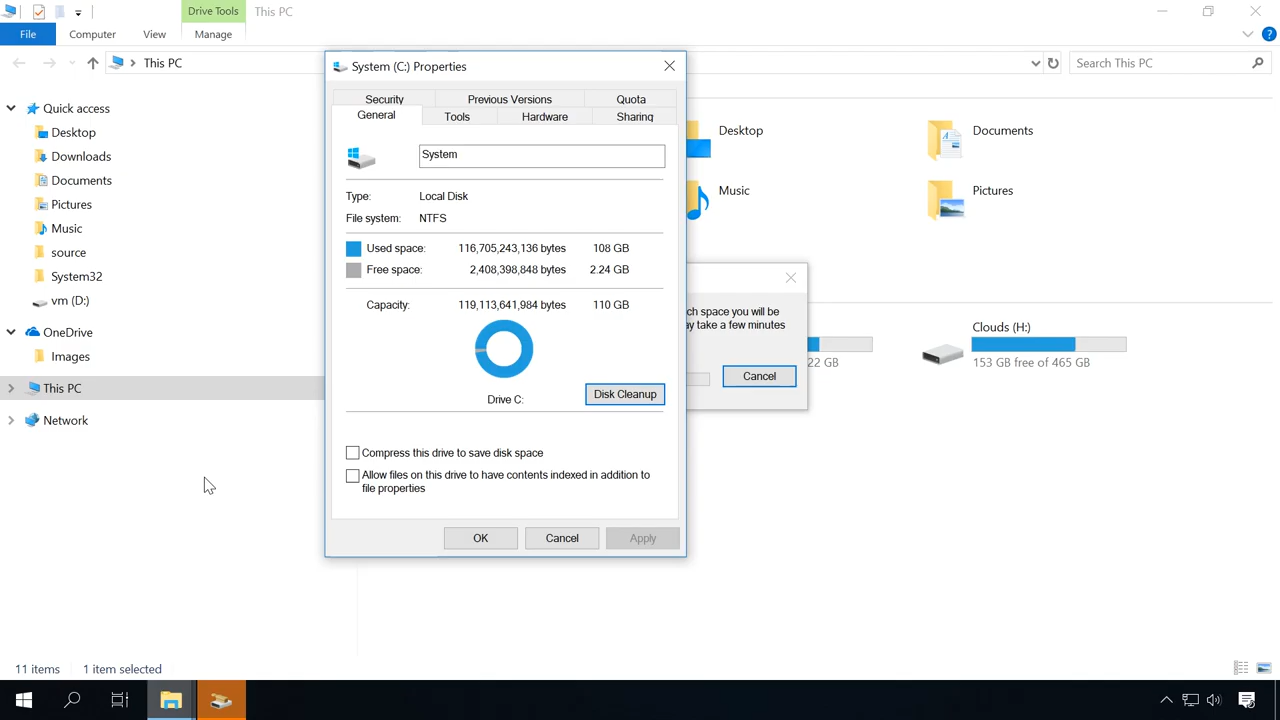 Drive Tools
This PC
File
Computer
View
Manage
This PC
Search This PC
Quick access
Desktop
Downloads
Documents
Pictures
Music
source
System32
vm (D:)
OneDrive
Images
This PC
Network
System (C:) Properties
Security
Previous Versions
Quota
General
Tools
Hardware
Sharing
System
Type:
Local Disk
File system:
NTFS
Used space:
116,705,243,136 bytes
108 GB
Free space:
2,408,398,848 bytes
2.24 GB
Capacity:
119,113,641,984 bytes
110 GB
Drive C:
Disk Cleanup
Compress this drive to save disk space
Allow files on this drive to have contents indexed in addition to
file properties
OK
Cancel
Apply
Desktop
Documents
Music
Pictures
space you will be
take a few minutes
Cancel
22 GB
Clouds (H:)
153 GB free of 465 GB
11 items
1 item selected